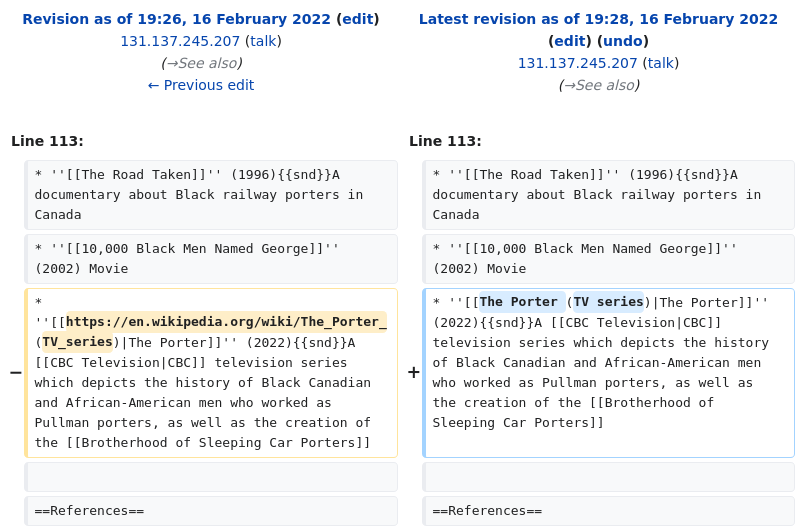 Revision as of 19:26, 16 February 2022 (edit)
131.137.245.207 (talk)
(→See also)
← Previous edit
Latest revision as of 19:28, 16 February 2022
(edit) (undo)
131.137.245.207 (talk)
(→See also)
Line 113:
* ''[[The Road Taken]]'' (1996){{snd}}A
documentary about Black railway porters in
Canada
* ''[[10,000 Black Men Named George]]''
(2002) Movie
−
*
''[[https://en.wikipedia.org/wiki/The_Porter_
(TV_series)|The Porter]]'' (2022){{snd}}A
[[CBC Television|CBC]] television series
which depicts the history of Black Canadian
and African-American men who worked as
Pullman porters, as well as the creation of
the [[Brotherhood of Sleeping Car Porters]]
==References==
Line 113:
* ''[[The Road Taken]]'' (1996){{snd}}A
documentary about Black railway porters in
Canada
* ''[[10,000 Black Men Named George]]''
(2002) Movie
+
* ''[[The Porter (TV series)|The Porter]]''
(2022){{snd}}A [[CBC Television|CBC]]
television series which depicts the history
of Black Canadian and African-American men
who worked as Pullman porters, as well as
the creation of the [[Brotherhood of
Sleeping Car Porters]]
==References==